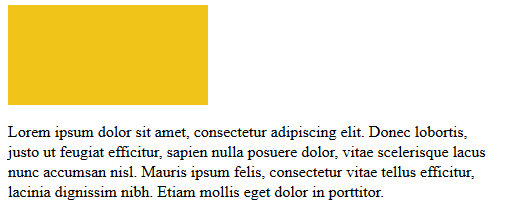 Lorem ipsum dolor sit amet, consectetur adipiscing elit. Donec lobortis,
justo ut feugiat efficitur, sapien nulla posuere dolor, vitae scelerisque lacus
nunc accumsan nisl. Mauris ipsum felis, consectetur vitae tellus efficitur,
lacinia dignissim nibh. Etiam mollis eget dolor in porttitor.